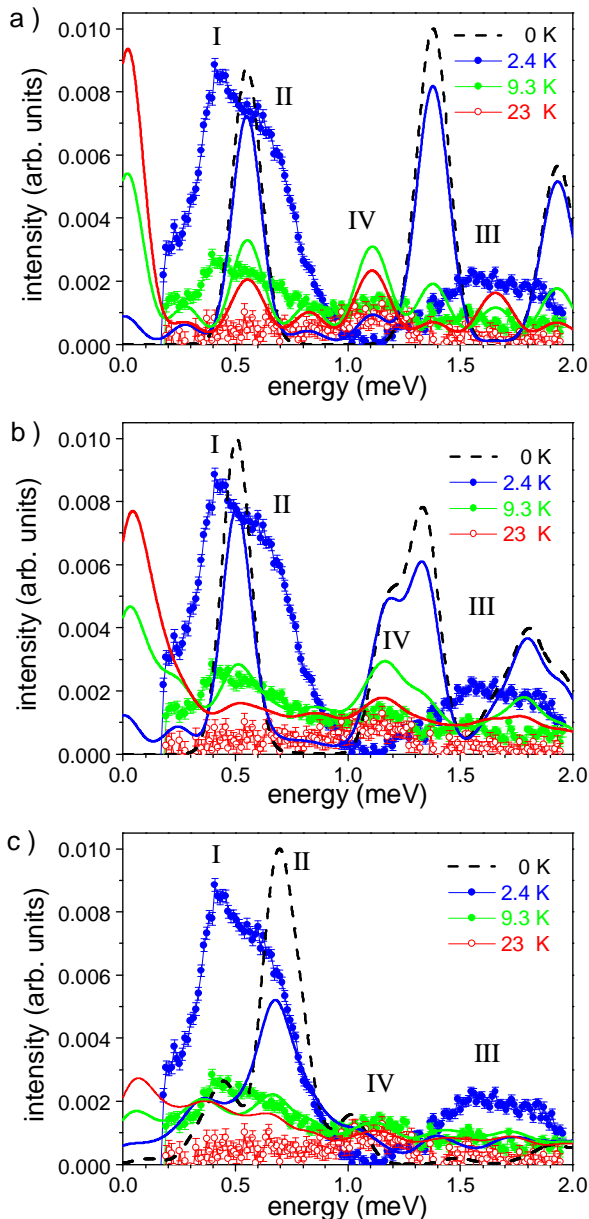 a )
0.010
0.008
0.006
0.004
0.002
0.000
intensity (arb. units)
I
II
IV
III
0 K
2.4 K
9.3 K
23 K
0.0 0.5 1.0 1.5 2.0
energy (meV)
b )
0.010
0.008
0.006
0.004
0.002
0.000
intensity (arb. units)
I
II
IV
III
0 K
2.4 K
9.3 K
23 K
0.0 0.5 1.0 1.5 2.0
energy (meV)
c )
0.010
0.008
0.006
0.004
0.002
0.000
intensity (arb. units)
I
II
IV
III
0 K
2.4 K
9.3 K
23 K
0.0 0.5 1.0 1.5 2.0
energy (meV)